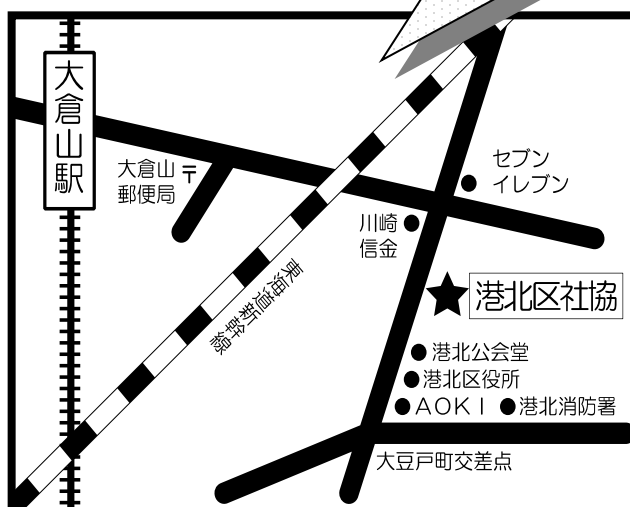 大倉山駅
大倉山
郵便局
〒
セブン
イレブン
川崎
信金
東海道新幹線
港北区社協
港北公会堂
港北区役所
AOKI
港北消防署
大豆戸町交差点